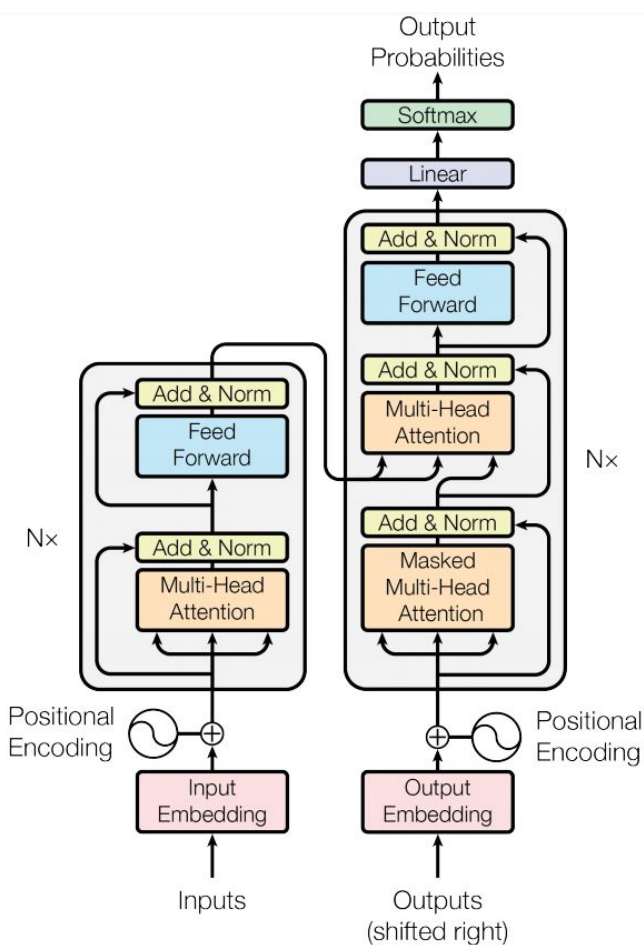 Output
Probabilities
Softmax
Linear
Add & Norm
Feed
Forward
Add & Norm
Multi-Head
Attention
Add & Norm
Masked
Multi-Head
Attention
Nx
Add & Norm
Feed
Forward
Add & Norm
Multi-Head
Attention
Nx
Positional
Encoding
Positional
Encoding
Input
Embedding
Output
Embedding
Inputs
Outputs
(shifted right)